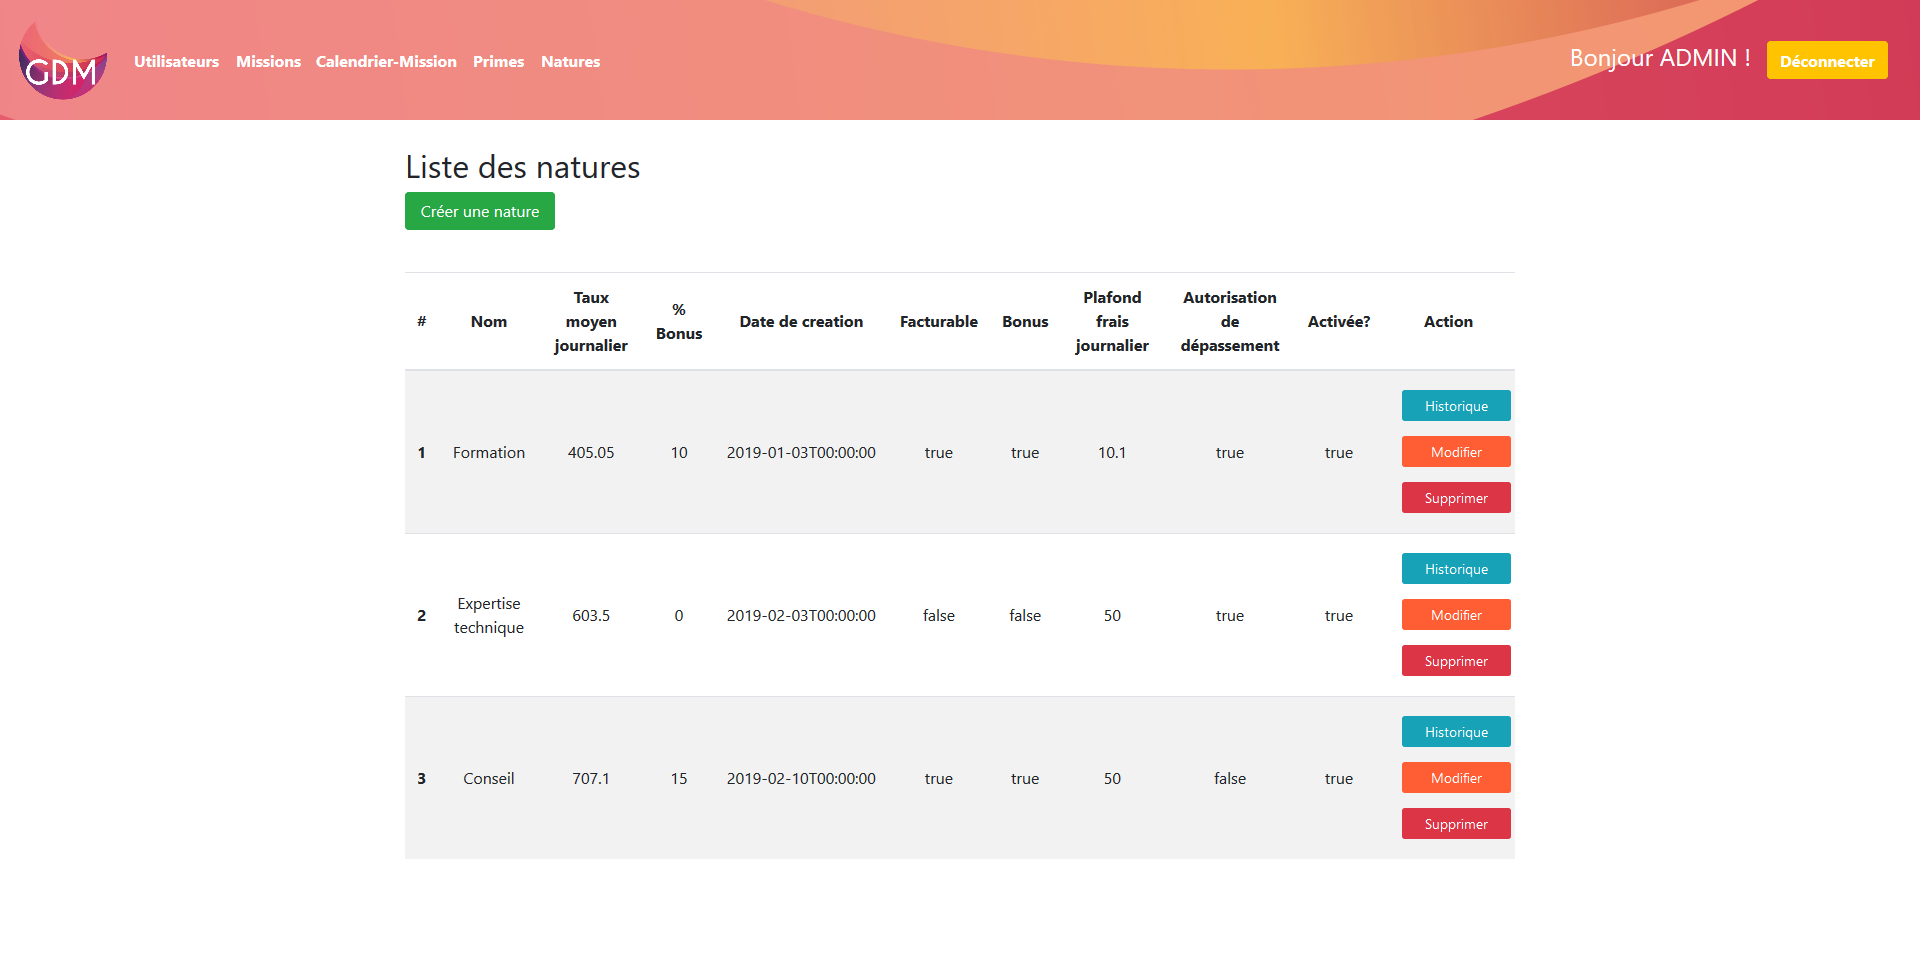 GDM
Utilisateurs Missions Calendrier-Mission Primes Natures
Bonjour ADMIN ! Déconnecter
Liste des natures
Créer une nature
# Nom Taux moyen journalier % Bonus Date de creation Facturable Bonus Plafond frais journalier Autorisation de dépassement Activée? Action
1 Formation 405.05 10 2019-01-03T00:00:00 true true 10.1 true true
Historique
Modifier
Supprimer
2 Expertise technique 603.5 0 2019-02-03T00:00:00 false false 50 true true
Historique
Modifier
Supprimer
3 Conseil 707.1 15 2019-02-10T00:00:00 true true 50 false true
Historique
Modifier
Supprimer